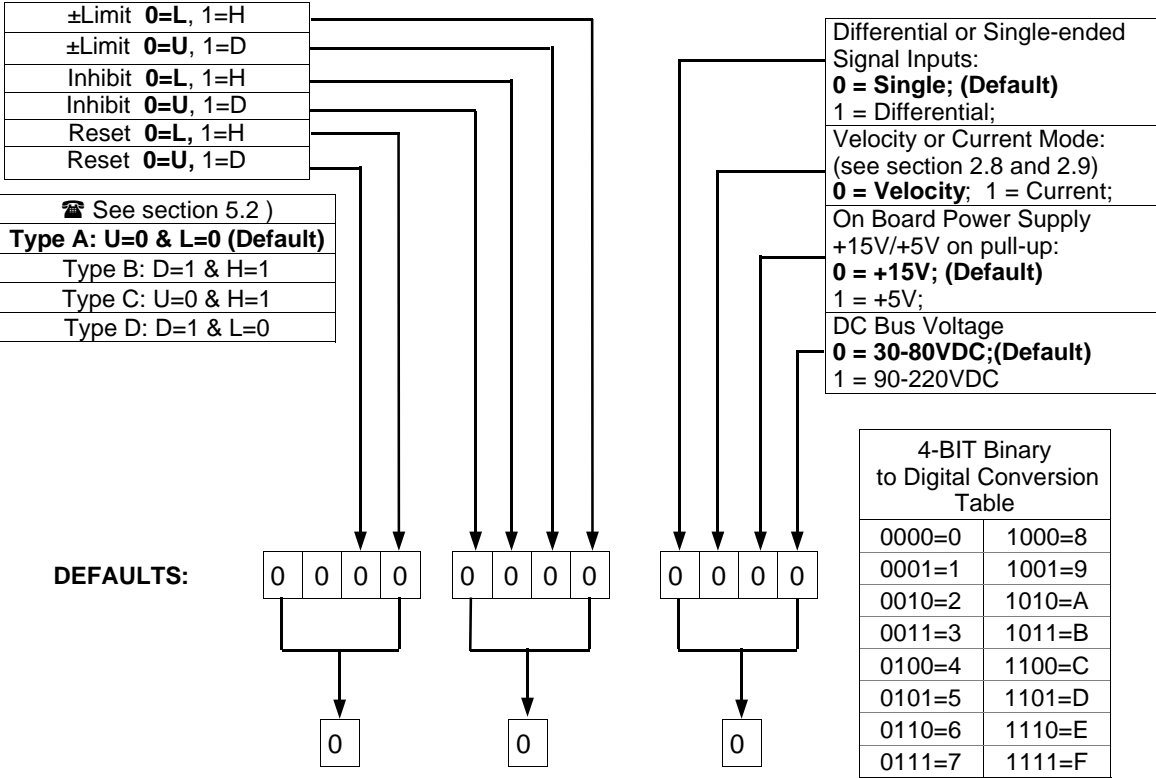 ±Limit 0=L, 1=H
±Limit 0=U, 1=D
Inhibit 0=L, 1=H
Inhibit 0=U, 1=D
Reset 0=L, 1=H
Reset 0=U, 1=D
☎ See section 5.2 )
Type A: U=0 & L=0 (Default)
Type B: D=1 & H=1
Type C: U=0 & H=1
Type D: D=1 & L=0
Differential or Single-ended
Signal Inputs:
0 = Single; (Default)
1 = Differential;
Velocity or Current Mode:
(see section 2.8 and 2.9)
0 = Velocity; 1 = Current;
On Board Power Supply
+15V/+5V on pull-up:
0 = +15V; (Default)
1 = +5V;
DC Bus Voltage
0 = 30-80VDC;(Default)
1 = 90-220VDC
DEFAULTS:
0 0 0 0 0 0 0 0 0 0 0 0
0 0 0
4-BIT Binary
to Digital Conversion
Table
0000=0 1000=8
0001=1 1001=9
0010=2 1010=A
0011=3 1011=B
0100=4 1100=C
0101=5 1101=D
0110=6 1110=E
0111=7 1111=F